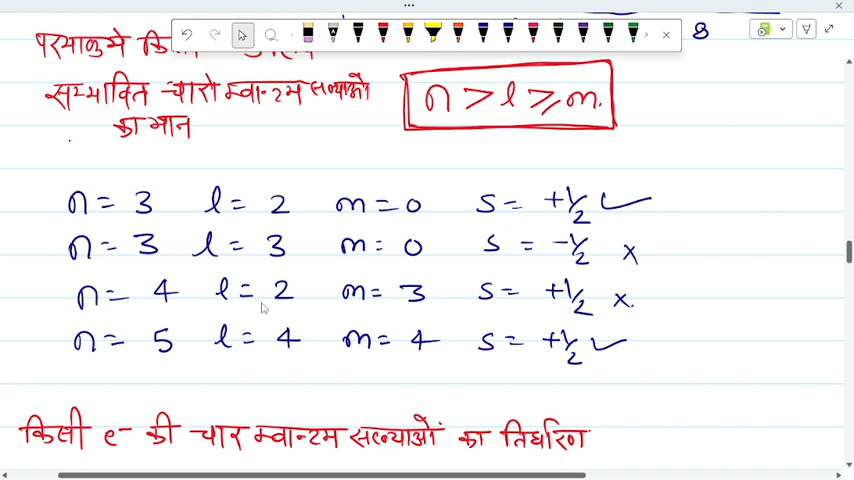 परमाणु मे
8
सम्भावित चारो क्वान्टम संख्याओं
का मान
n > l ≥ m.
n = 3 l = 2 m = 0 s = +1/2 ✓
n = 3 l = 3 m = 0 s = -1/2 ×
n = 4 l = 2 m = 3 s = +1/2 ×.
n = 5 l = 4 m = 4 s = +1/2 ✓
किसी e- की चार क्वान्टम संख्याओं का निर्धारण